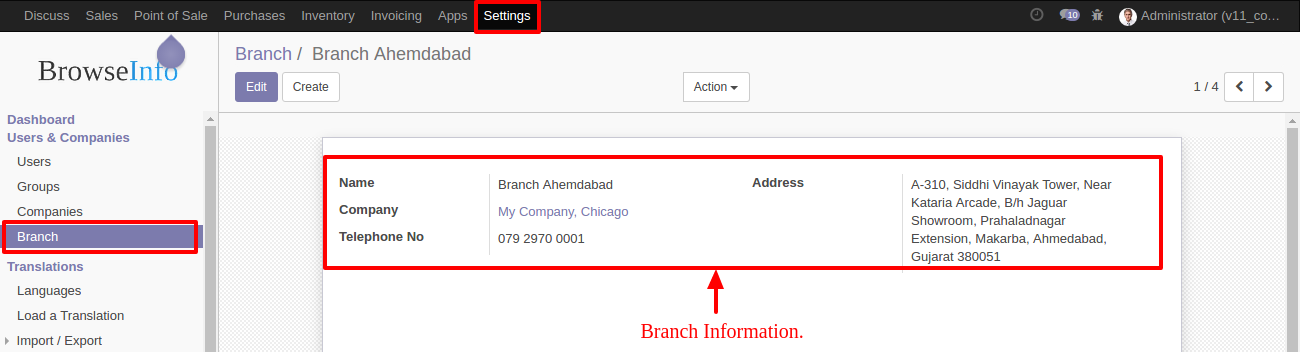 Discuss Sales Point of Sale Purchases Inventory Invoicing Apps Settings 10 Administrator (v11_co...
BrowseInfo
Branch / Branch Ahemdabad
Edit Create Action 1 / 4
Dashboard
Users & Companies
Users
Groups
Companies
Branch
Translations
Languages
Load a Translation
Import / Export
Name Branch Ahemdabad
Company My Company, Chicago
Telephone No 079 2970 0001
Address A-310, Siddhi Vinayak Tower, Near
Kataria Arcade, B/h Jaguar
Showroom, Prahaladnagar
Extension, Makarba, Ahmedabad,
Gujarat 380051
Branch Information.